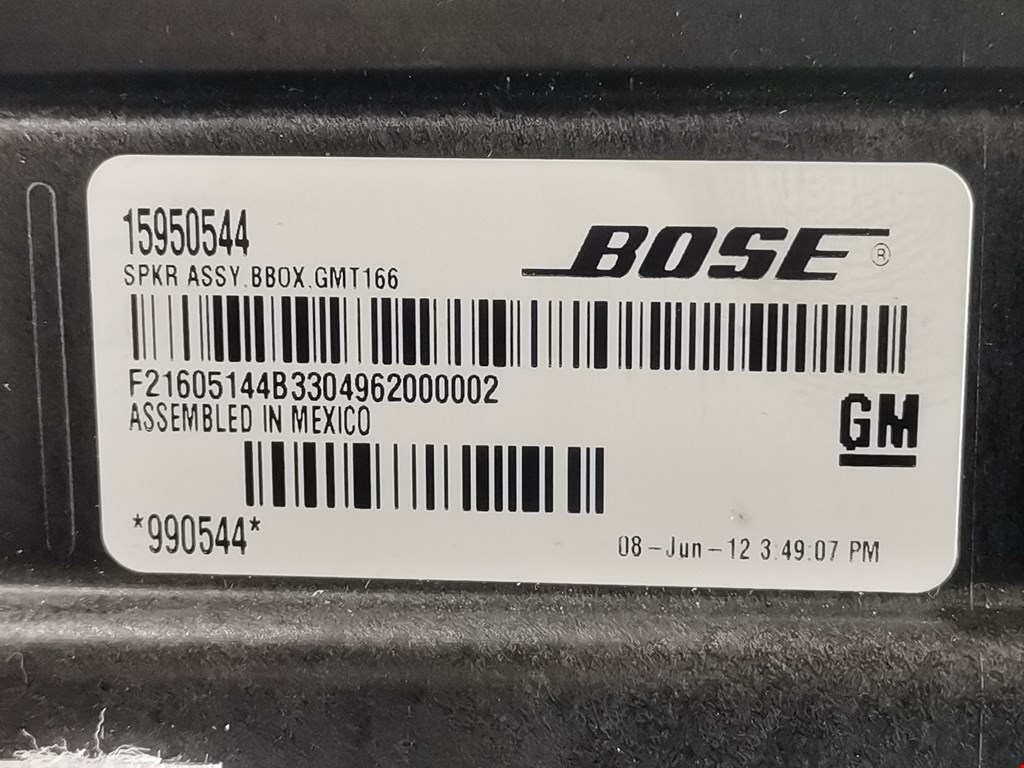 15950544
BOSE®
SPKR ASSY.BBOX.GMT166
F21605144B3304962000002
ASSEMBLED IN MEXICO
GM
*990544*
08-Jun-12 3:49:07 PM